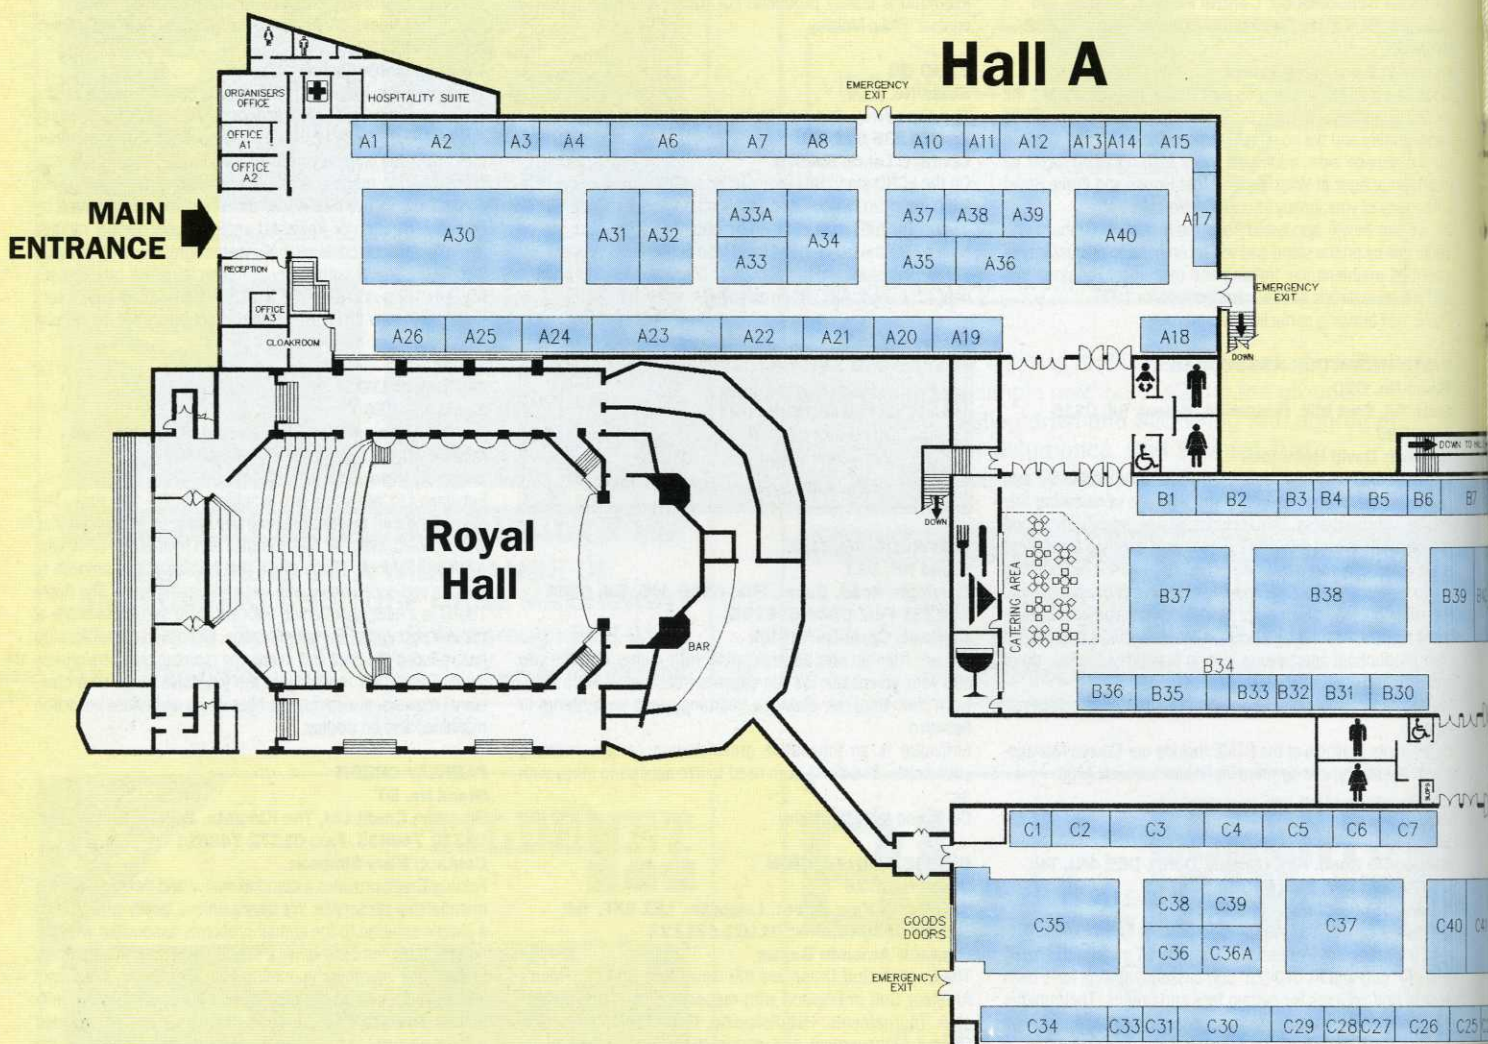 Hall A
EMERGENCY
EXIT
ORGANISERS
OFFICE
HOSPITALITY SUITE
OFFICE
A1
OFFICE
A2
A1 A2 A3 A4 A6 A7 A8 A10 A11 A12 A13 A14 A15
MAIN
ENTRANCE
A30 A31 A32 A33A A33 A34 A37 A38 A39 A35 A36 A40 A17
RECEPTION
OFFICE
A3
CLOAKROOM
EMERGENCY
EXIT
DOWN
A26 A25 A24 A23 A22 A21 A20 A19 A18
DOWN TO
Royal
Hall
BAR
DOWN
CATERING AREA
B1 B2 B3 B4 B5 B6 B7
B37 B38 B39
B34
B36 B35 B33 B32 B31 B30
SLOPS
C1 C2 C3 C4 C5 C6 C7
GOODS
DOORS
C35 C38 C39 C36 C36A C37 C40
EMERGENCY
EXIT
C34 C33 C31 C30 C29 C28 C27 C26 C25